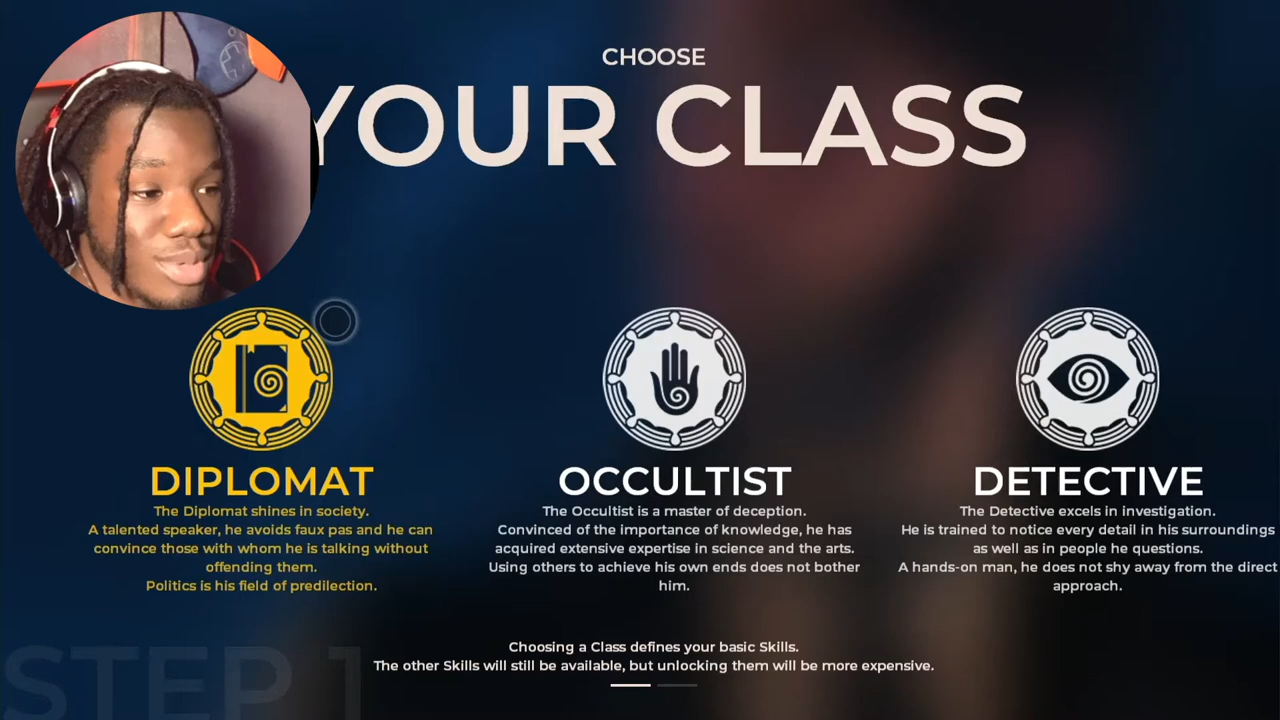 CHOOSE
YOUR CLASS
DIPLOMAT
The Diplomat shines in society.
A talented speaker, he avoids faux pas and he can
convince those with whom he is talking without
offending them.
Politics is his field of predilection.
OCCULTIST
The Occultist is a master of deception.
Convinced of the importance of knowledge, he has
acquired extensive expertise in science and the arts.
Using others to achieve his own ends does not bother
him.
DETECTIVE
The Detective excels in investigation.
He is trained to notice every detail in his surroundings
as well as in people he questions.
A hands-on man, he does not shy away from the direct
approach.
Choosing a Class defines your basic Skills.
The other Skills will still be available, but unlocking them will be more expensive.
STEP 1